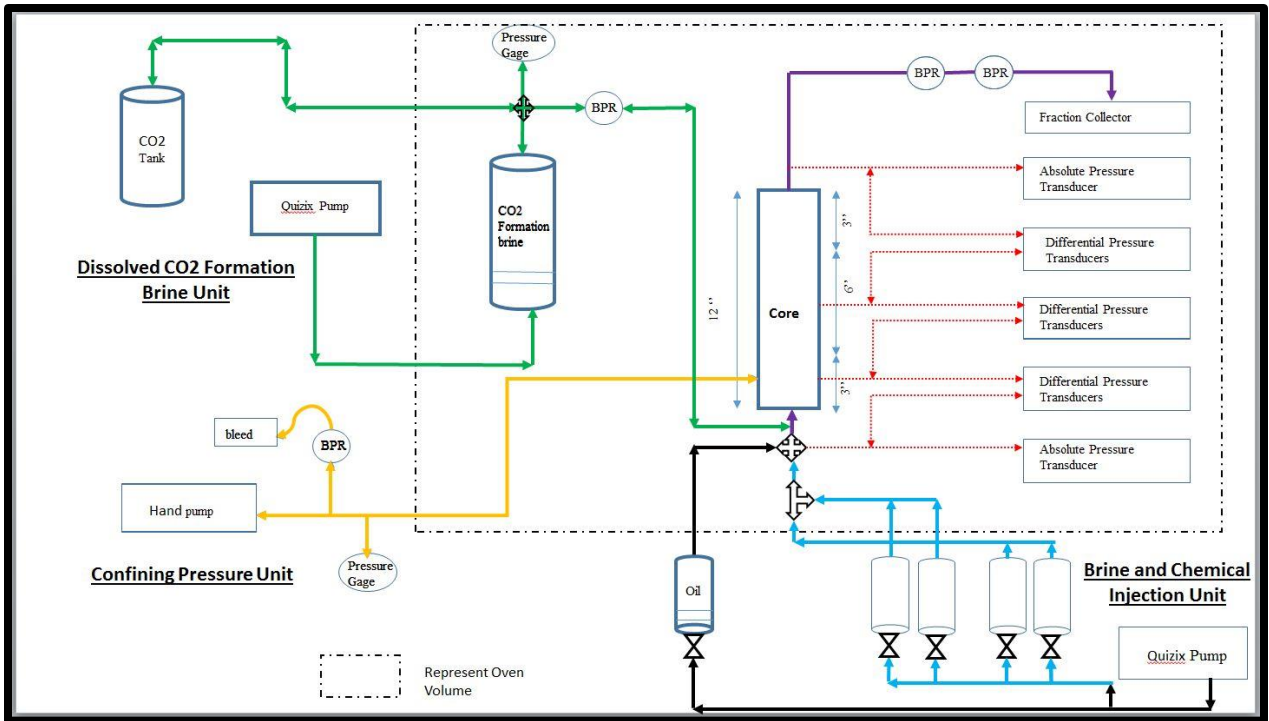 Pressure
Gage
BPR
BPR
CO2
Tank
BPR
Fraction Collector
Absolute Pressure
Transducer
Quizix Pump
CO2
Formation
brine
3’’
Differential Pressure
Transducers
Dissolved CO2 Formation
Brine Unit
6’’
12 ‘’
Core
Differential Pressure
Transducers
3’’
Differential Pressure
Transducers
bleed
BPR
Absolute Pressure
Transducer
Hand pump
Confining Pressure Unit
Pressure
Gage
Oil
Brine and Chemical
Injection Unit
Quizix Pump
Represent Oven
Volume